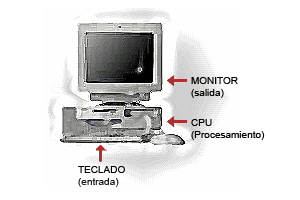 MONITOR
(salida)
CPU
(Procesamiento)
TECLADO
(entrada)